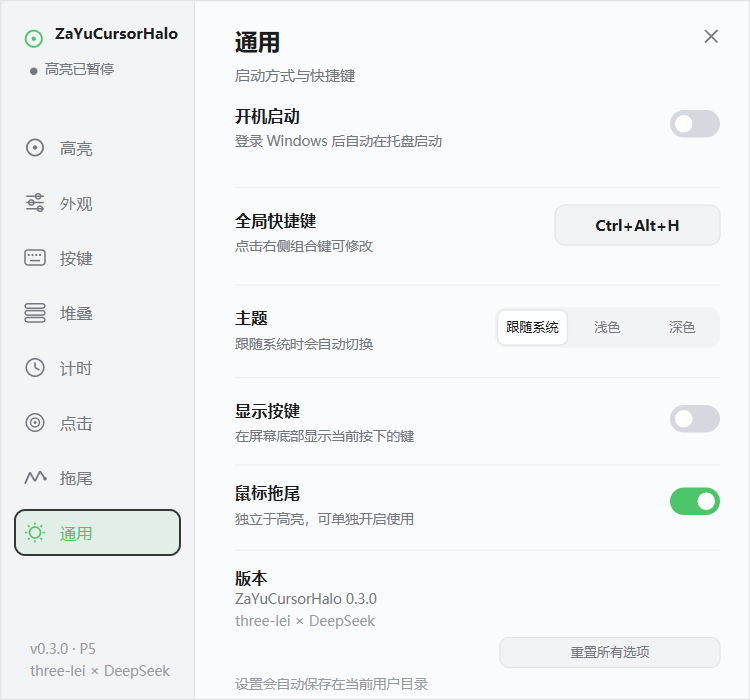 ZaYuCursorHalo
高亮已暂停
高亮
外观
按键
堆叠
计时
点击
拖尾
通用
v0.3.0 · P5
three-lei × DeepSeek
通用
启动方式与快捷键
开机启动
登录 Windows 后自动在托盘启动
全局快捷键
点击右侧组合键可修改
Ctrl+Alt+H
主题
跟随系统时会自动切换
跟随系统 浅色 深色
显示按键
在屏幕底部显示当前按下的键
鼠标拖尾
独立于高亮，可单独开启使用
版本
ZaYuCursorHalo 0.3.0
three-lei × DeepSeek
重置所有选项
设置会自动保存在当前用户目录